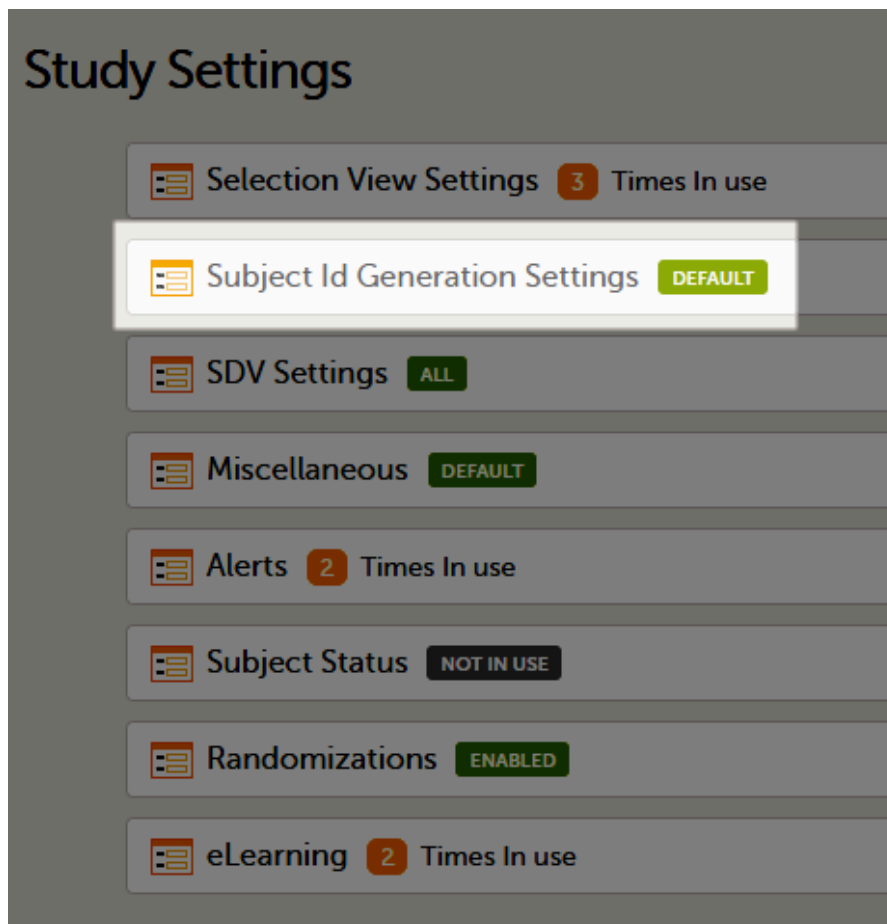 Study Settings
Selection View Settings 3 Times In use
Subject Id Generation Settings DEFAULT
SDV Settings ALL
Miscellaneous DEFAULT
Alerts 2 Times In use
Subject Status NOT IN USE
Randomizations ENABLED
eLearning 2 Times In use